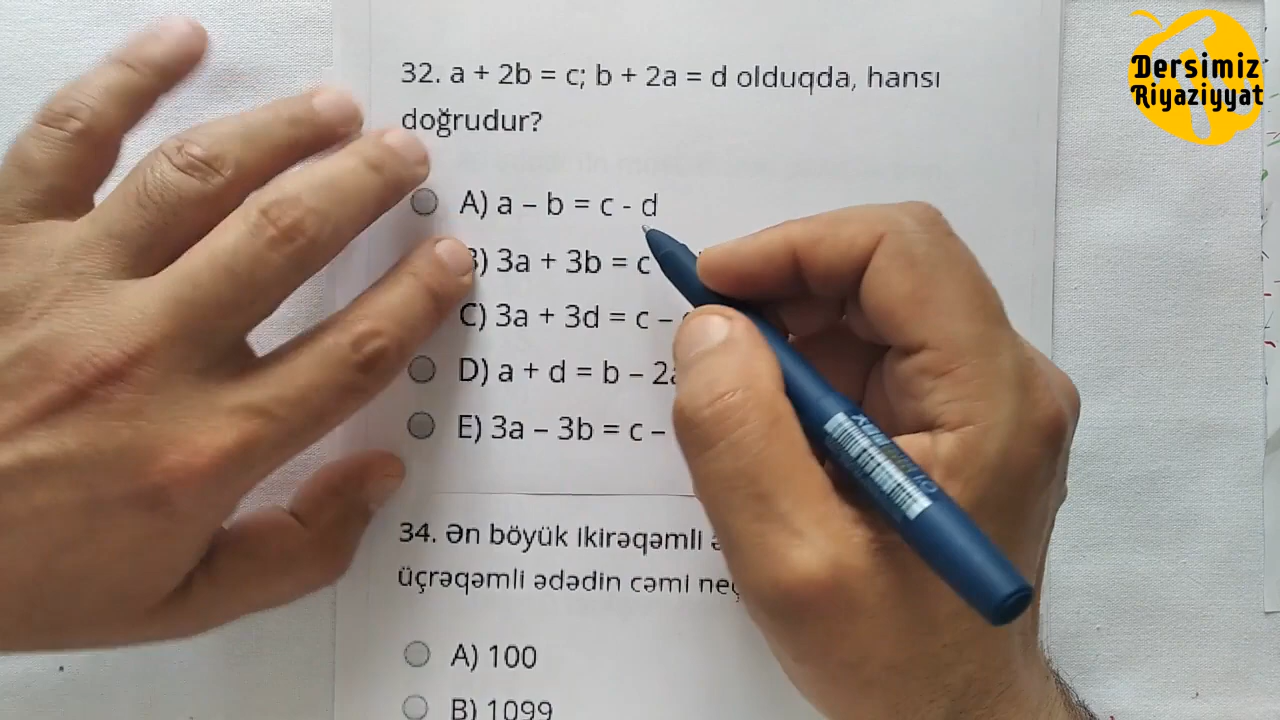 Dersimiz
Riyaziyyat
32. a + 2b = c; b + 2a = d olduqda, hansı
doğrudur?
A) a – b = c - d
B) 3a + 3b = c
C) 3a + 3d = c –
D) a + d = b – 2a
E) 3a – 3b = c –
34. Ən böyük Ikirəqəmli
üçrəqəmli ədədin cəmi
A) 100
B) 1099